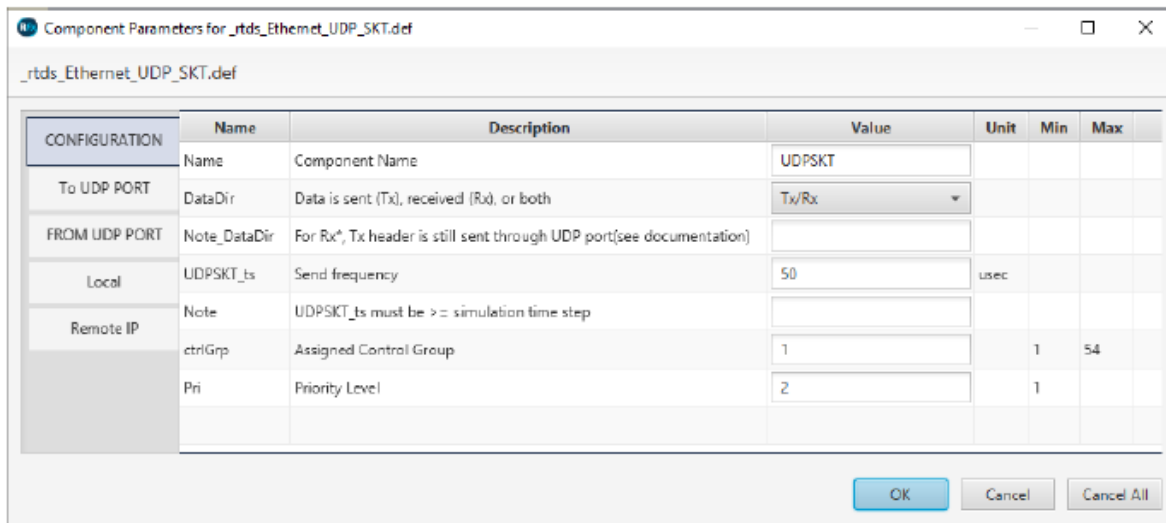 Component Parameters for _rtds_Ethernet_UDP_SKT.def
_rtds_Ethernet_UDP_SKT.def
CONFIGURATION
To UDP PORT
FROM UDP PORT
Local
Remote IP
Name Description Value Unit Min Max
Name Component Name UDPSKT
DataDir Data is sent (Tx), received (Rx), or both Tx/Rx
Note_DataDir For Rx*, Tx header is still sent through UDP port(see documentation)
UDPSKT_ts Send frequency 50 usec
Note UDPSKT_ts must be >= simulation time step
ctrlGrp Assigned Control Group 1 1 54
Pri Priority Level 2 1
OK Cancel Cancel All